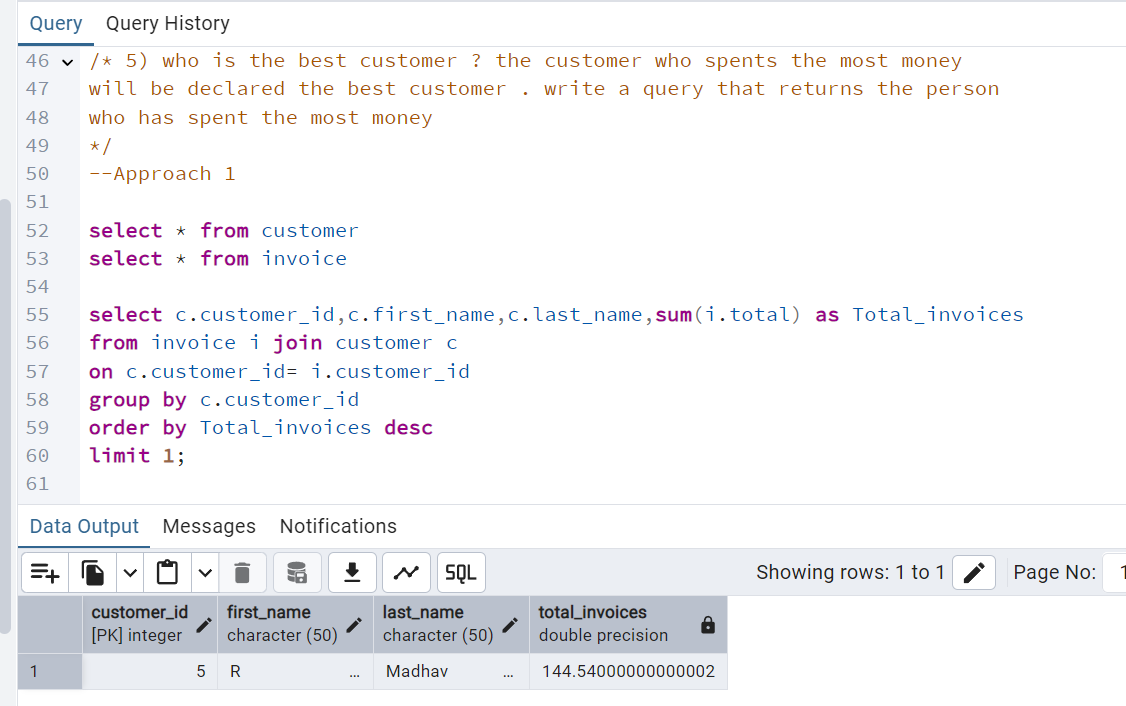 Query Query History
46 /* 5) who is the best customer ? the customer who spents the most money
47 will be declared the best customer . write a query that returns the person
48 who has spent the most money
49 */
50 --Approach 1
51
52 select * from customer
53 select * from invoice
54
55 select c.customer_id,c.first_name,c.last_name,sum(i.total) as Total_invoices
56 from invoice i join customer c
57 on c.customer_id= i.customer_id
58 group by c.customer_id
59 order by Total_invoices desc
60 limit 1;
61
Data Output Messages Notifications
SQL Showing rows: 1 to 1 Page No: 1
customer_id first_name last_name total_invoices
[PK] integer character (50) character (50) double precision
1 5 R ... Madhav ... 144.54000000000002